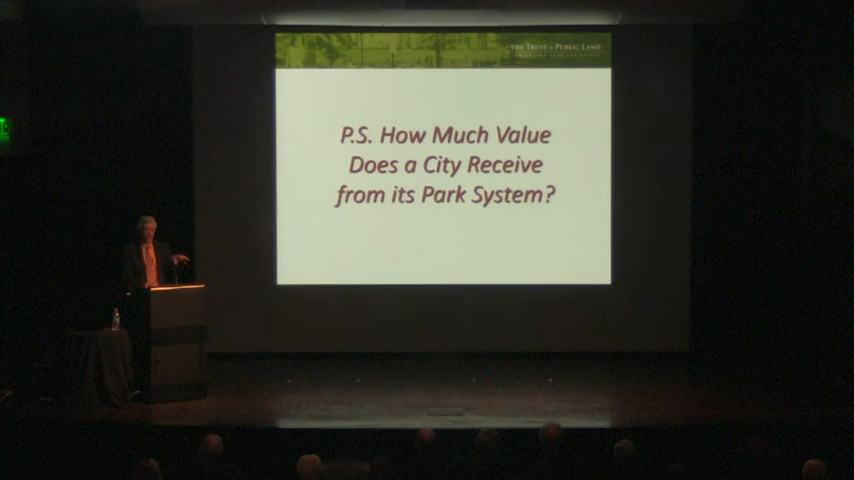 THE TRUST for PUBLIC LAND
P.S. How Much Value
Does a City Receive
from its Park System?